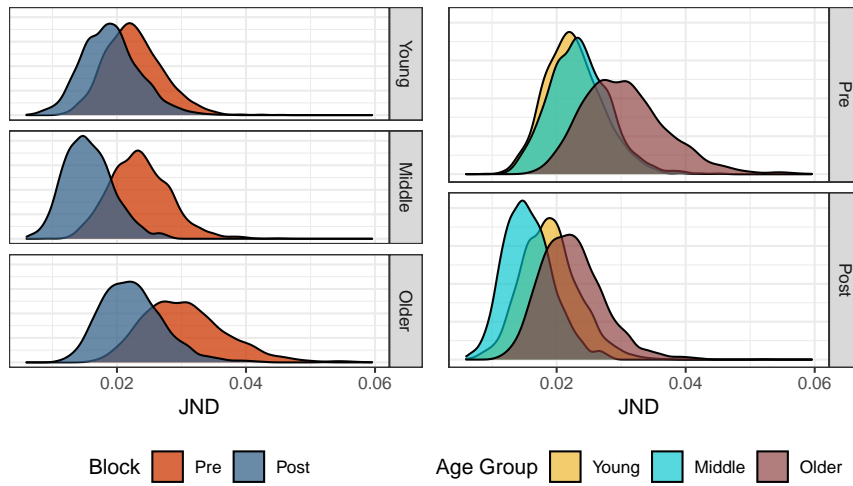 Young
Middle
Older
0.02 0.04 0.06
JND
Block Pre Post
Pre
Post
0.02 0.04 0.06
JND
Age Group Young Middle Older